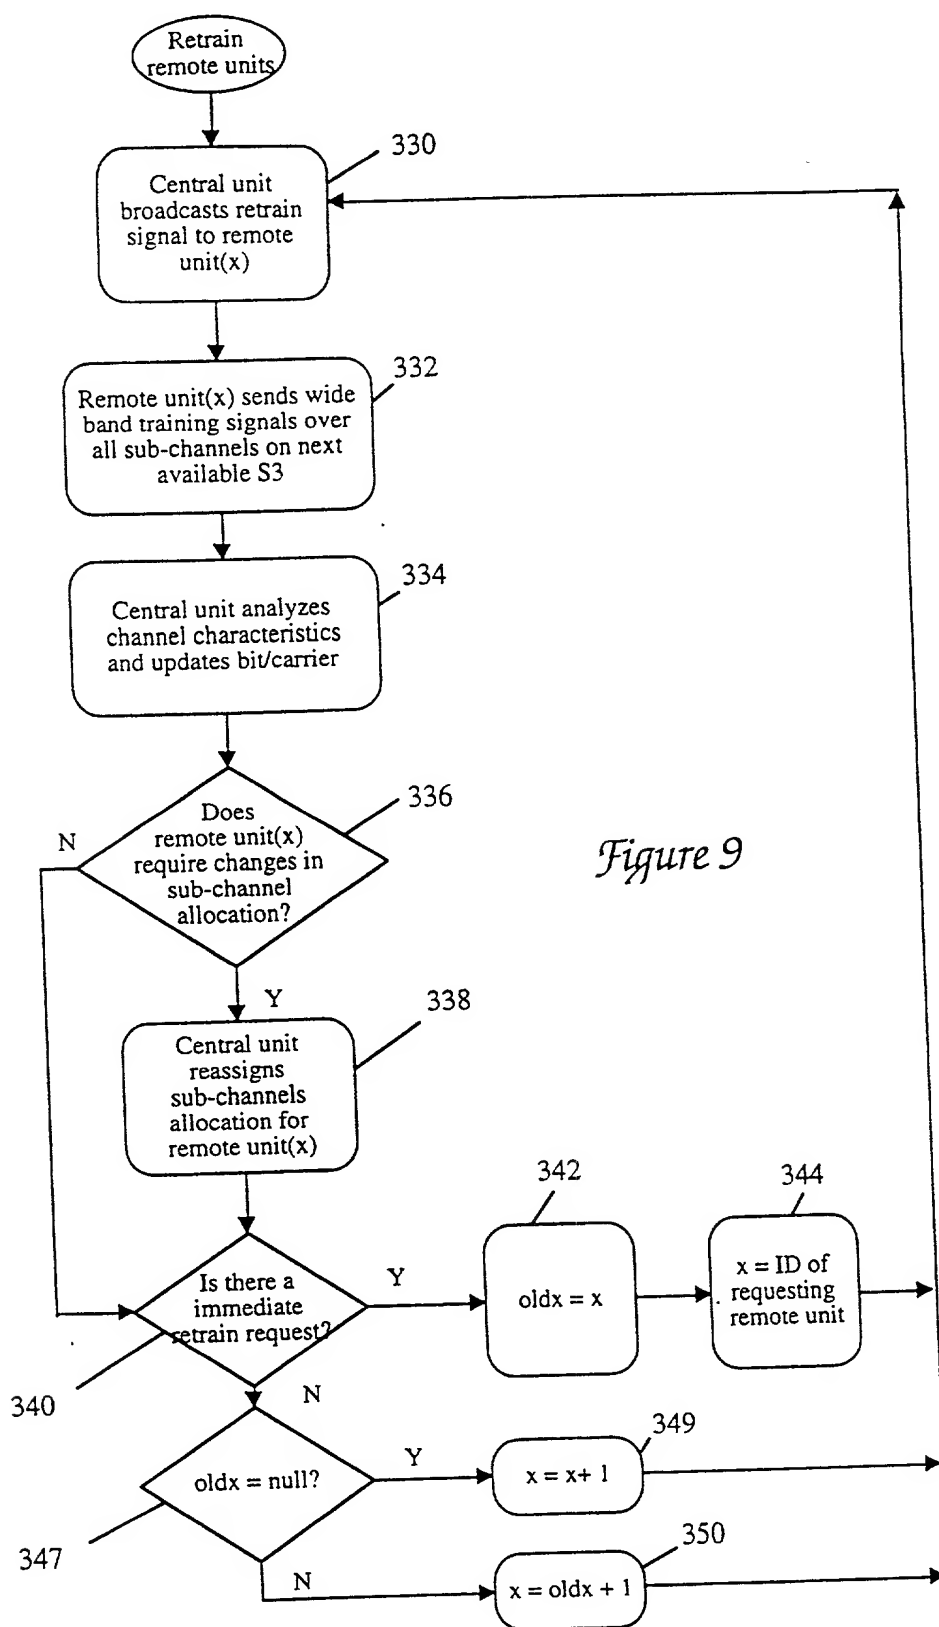 Retrain
remote units
330
Central unit
broadcasts retrain
signal to remote
unit(x)
332
Remote unit(x) sends wide
band training signals over
all sub-channels on next
available S3
334
Central unit analyzes
channel characteristics
and updates bit/carrier
336
N
Does
remote unit(x)
require changes in
sub-channel
allocation?
Figure 9
Y
338
Central unit
reassigns
sub-channels
allocation for
remote unit(x)
342
344
Is there a
immediate
retrain request?
Y
oldx = x
x = ID of
requesting
remote unit
340
N
349
oldx = null?
Y
x = x+ 1
347
350
N
x = oldx + 1